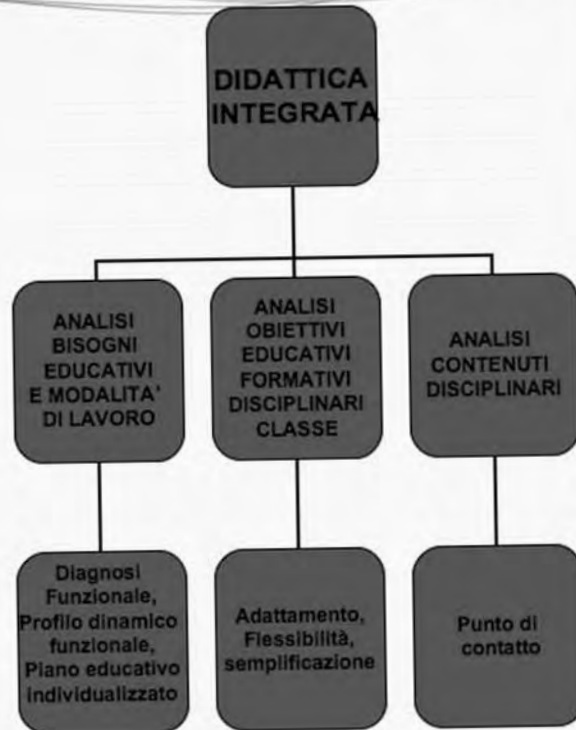 DIDATTICA
INTEGRATA
ANALISI
BISOGNI
EDUCATIVI
E MODALITA'
DI LAVORO
ANALISI
OBIETTIVI
EDUCATIVI
FORMATIVI
DISCIPLINARI
CLASSE
ANALISI
CONTENUTI
DISCIPLINARI
Diagnosi
Funzionale,
Profilo dinamico
funzionale,
Piano educativo
individualizzato
Adattamento,
Flessibilità,
semplificazione
Punto di
contatto